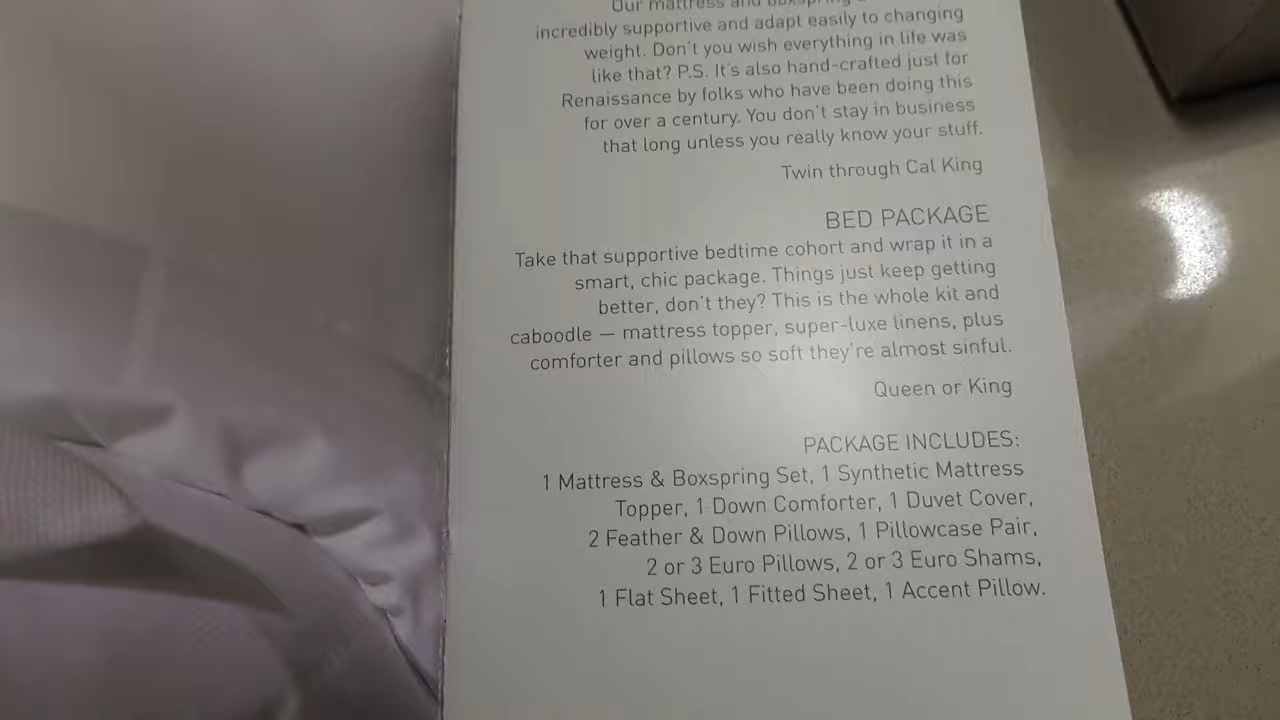 Our mattress and boxspring
incredibly supportive and adapt easily to changing
weight. Don't you wish everything in life was
like that? P.S. It's also hand-crafted just for
Renaissance by folks who have been doing this
for over a century. You don't stay in business
that long unless you really know your stuff.
Twin through Cal King
BED PACKAGE
Take that supportive bedtime cohort and wrap it in a
smart, chic package. Things just keep getting
better, don't they? This is the whole kit and
caboodle — mattress topper, super-luxe linens, plus
comforter and pillows so soft they're almost sinful.
Queen or King
PACKAGE INCLUDES:
1 Mattress & Boxspring Set, 1 Synthetic Mattress
Topper, 1 Down Comforter, 1 Duvet Cover,
2 Feather & Down Pillows, 1 Pillowcase Pair,
2 or 3 Euro Pillows, 2 or 3 Euro Shams,
1 Flat Sheet, 1 Fitted Sheet, 1 Accent Pillow.